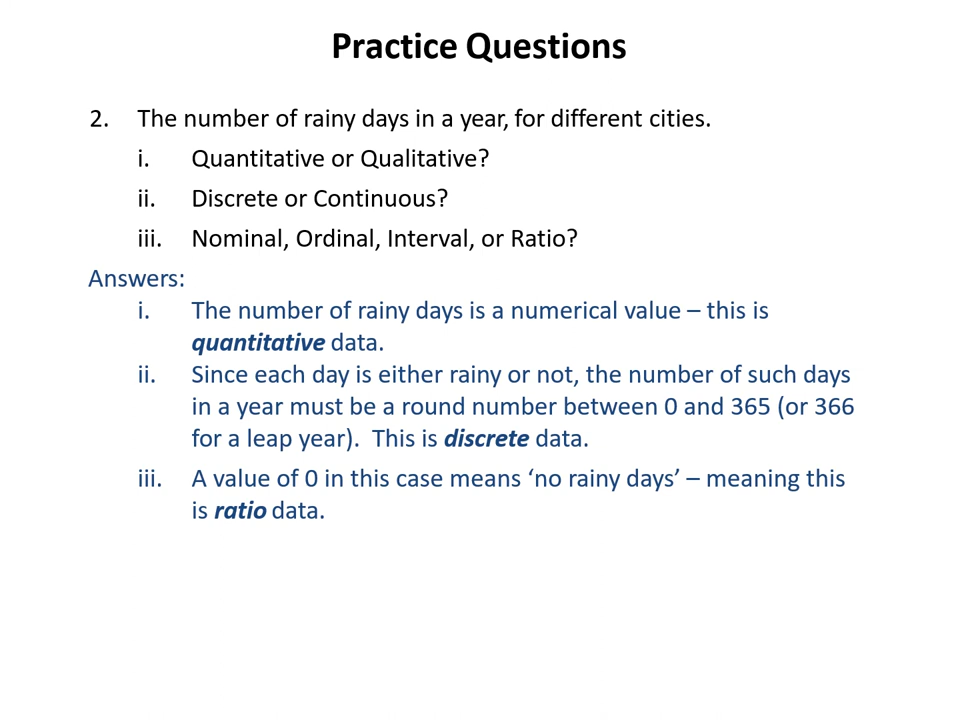 Practice Questions
2. The number of rainy days in a year, for different cities.
i. Quantitative or Qualitative?
ii. Discrete or Continuous?
iii. Nominal, Ordinal, Interval, or Ratio?
Answers:
i. The number of rainy days is a numerical value – this is
quantitative data.
ii. Since each day is either rainy or not, the number of such days
in a year must be a round number between 0 and 365 (or 366
for a leap year). This is discrete data.
iii. A value of 0 in this case means ‘no rainy days’ – meaning this
is ratio data.